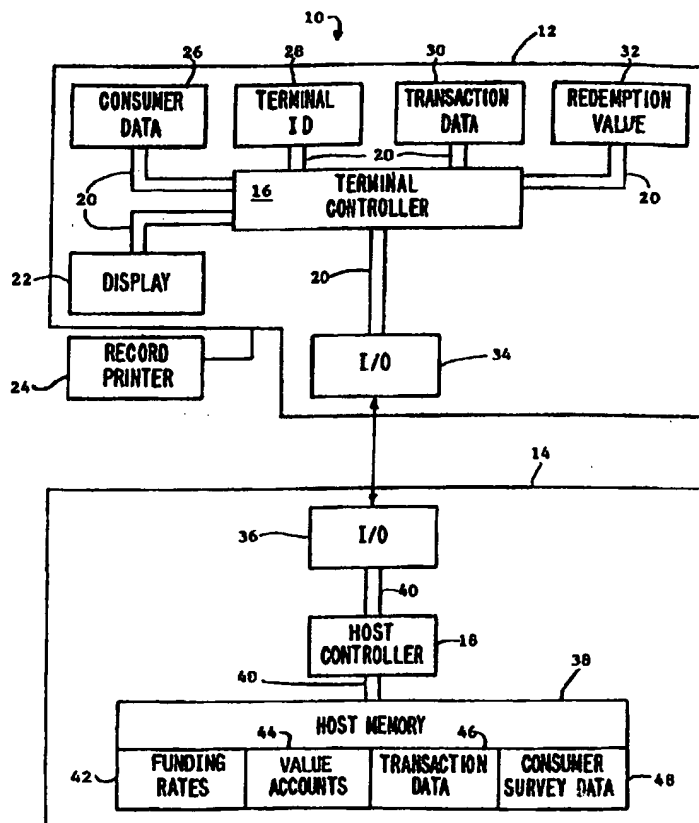 10
12
26
28
30
32
CONSUMER
DATA
TERMINAL
ID
TRANSACTION
DATA
REDEMPTION
VALUE
20
20
20
20
16
TERMINAL
CONTROLLER
22
DISPLAY
20
24
RECORD
PRINTER
I/O
34
14
36
I/O
40
HOST
CONTROLLER
18
40
38
HOST MEMORY
44
46
42
FUNDING
RATES
VALUE
ACCOUNTS
TRANSACTION
DATA
CONSUMER
SURVEY DATA
48